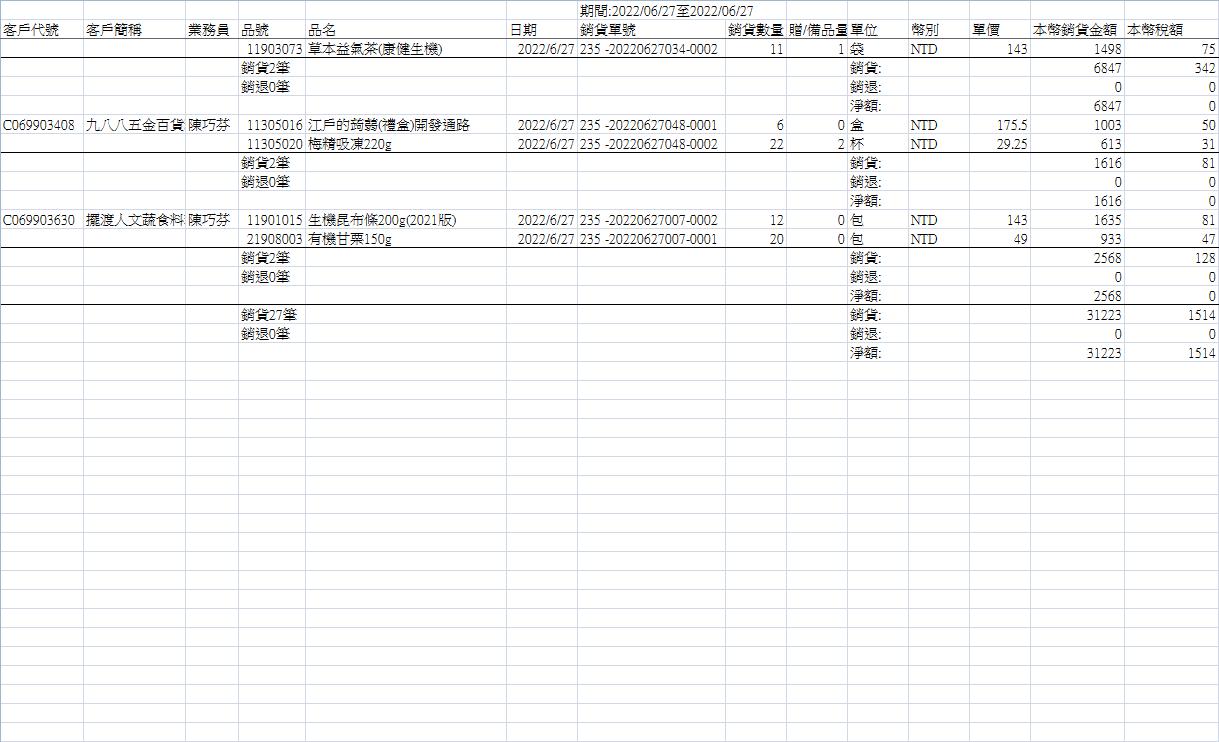 期間:2022/06/27至2022/06/27
客戶代號 客戶簡稱 業務員 品號 品名 日期 銷貨單號 銷貨數量 贈/備品量 單位 幣別 單價 本幣銷貨金額 本幣稅額
11903073 草本益氣茶(康健生機) 2022/6/27 235 -20220627034-0002 11 1 袋 NTD 143 1498 75
銷貨2筆 銷貨: 6847 342
銷退0筆 銷退: 0 0
淨額: 6847 0
C069903408 九八八五金百貨 陳巧芬 11305016 江戶的蒟蒻(禮盒)開發通路 2022/6/27 235 -20220627048-0001 6 0 盒 NTD 175.5 1003 50
11305020 梅精吸凍220g 2022/6/27 235 -20220627048-0002 22 2 杯 NTD 29.25 613 31
銷貨2筆 銷貨: 1616 81
銷退0筆 銷退: 0 0
淨額: 1616 0
C069903630 擺渡人文蔬食料 陳巧芬 11901015 生機昆布條200g(2021版) 2022/6/27 235 -20220627007-0002 12 0 包 NTD 143 1635 81
21908003 有機甘栗150g 2022/6/27 235 -20220627007-0001 20 0 包 NTD 49 933 47
銷貨2筆 銷貨: 2568 128
銷退0筆 銷退: 0 0
淨額: 2568 0
銷貨27筆 銷貨: 31223 1514
銷退0筆 銷退: 0 0
淨額: 31223 1514